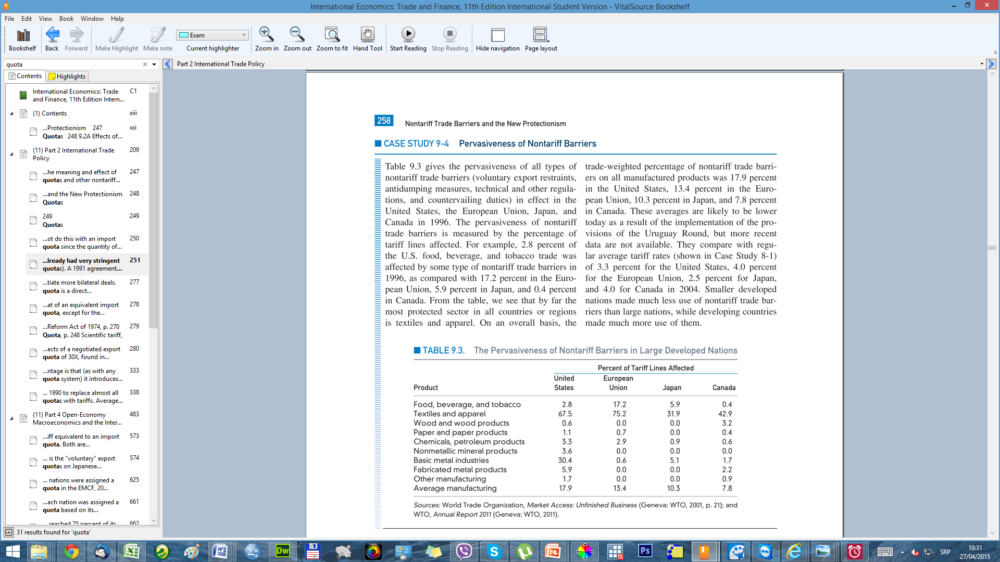 International Economics: Trade and Finance, 11th Edition International Student Version - VitalSource Bookshelf
File Edit View Book Window Help
Bookshelf Back Forward Make Highlight Make note Exam Current highlighter Zoom in Zoom out Zoom to fit Hand Tool Start Reading Stop Reading Hide navigation Page layout
quota
Part 2 International Trade Policy
Contents Highlights
International Economics: Trade C1
and Finance, 11th Edition Intern...
(1) Contents xiii
...Protectionism 247 xxi
Quotas 248 9.2A Effects of...
(11) Part 2 International Trade 209
Policy
...he meaning and effect of 247
quotas and other nontariff...
...and the New Protectionism 248
Quotas
249 249
Quotas
...ot do this with an import 250
quota since the quantity of...
...lready had very stringent 251
quotas). A 1991 agreement...
...tiate more bilateral deals. 277
quota is a direct...
...at of an equivalent import 278
quota, except for the...
...Reform Act of 1974, p. 270 279
Quota, p. 248 Scientific tariff,
...ects of a negotiated export 280
quota of 30X, found in...
...ntage is that (as with any 333
quota system) it introduces...
... 1990 to replace almost all 338
quotas with tariffs. Average...
(11) Part 4 Open-Economy 483
Macroeconomics and the Inter...
...iff equivalent to an import 573
quota. Both are...
... is the “voluntary” export 574
quotas on Japanese...
... nations were assigned a 625
quota in the EMCF, 20...
...ach nation was assigned a 661
quota based on its...
...reached 75 percent of its 662
31 results found for 'quota'
258 Nontariff Trade Barriers and the New Protectionism
CASE STUDY 9-4 Pervasiveness of Nontariff Barriers
Table 9.3 gives the pervasiveness of all types of
nontariff trade barriers (voluntary export restraints,
antidumping measures, technical and other regula-
tions, and countervailing duties) in effect in the
United States, the European Union, Japan, and
Canada in 1996. The pervasiveness of nontariff
trade barriers is measured by the percentage of
tariff lines affected. For example, 2.8 percent of
the U.S. food, beverage, and tobacco trade was
affected by some type of nontariff trade barriers in
1996, as compared with 17.2 percent in the Euro-
pean Union, 5.9 percent in Japan, and 0.4 percent
in Canada. From the table, we see that by far the
most protected sector in all countries or regions
is textiles and apparel. On an overall basis, the
trade-weighted percentage of nontariff trade barri-
ers on all manufactured products was 17.9 percent
in the United States, 13.4 percent in the Euro-
pean Union, 10.3 percent in Japan, and 7.8 percent
in Canada. These averages are likely to be lower
today as a result of the implementation of the pro-
visions of the Uruguay Round, but more recent
data are not available. They compare with regu-
lar average tariff rates (shown in Case Study 8-1)
of 3.3 percent for the United States, 4.0 percent
for the European Union, 2.5 percent for Japan,
and 4.0 for Canada in 2004. Smaller developed
nations made much less use of nontariff trade bar-
riers than large nations, while developing countries
made much more use of them.
TABLE 9.3. The Pervasiveness of Nontariff Barriers in Large Developed Nations
Percent of Tariff Lines Affected
United European
Product States Union Japan Canada
Food, beverage, and tobacco 2.8 17.2 5.9 0.4
Textiles and apparel 67.5 75.2 31.9 42.9
Wood and wood products 0.6 0.0 0.0 3.2
Paper and paper products 1.1 0.7 0.0 0.4
Chemicals, petroleum products 3.3 2.9 0.9 0.6
Nonmetallic mineral products 3.6 0.0 0.0 0.0
Basic metal industries 30.4 0.6 5.1 1.7
Fabricated metal products 5.9 0.0 0.0 2.2
Other manufacturing 1.7 0.0 0.0 0.9
Average manufacturing 17.9 13.4 10.3 7.8
Sources: World Trade Organization, Market Access: Unfinished Business (Geneva: WTO, 2001, p. 21); and
WTO, Annual Report 2011 (Geneva: WTO, 2011).
Dw 64 13 Ps SRP 10:31
27/04/2015